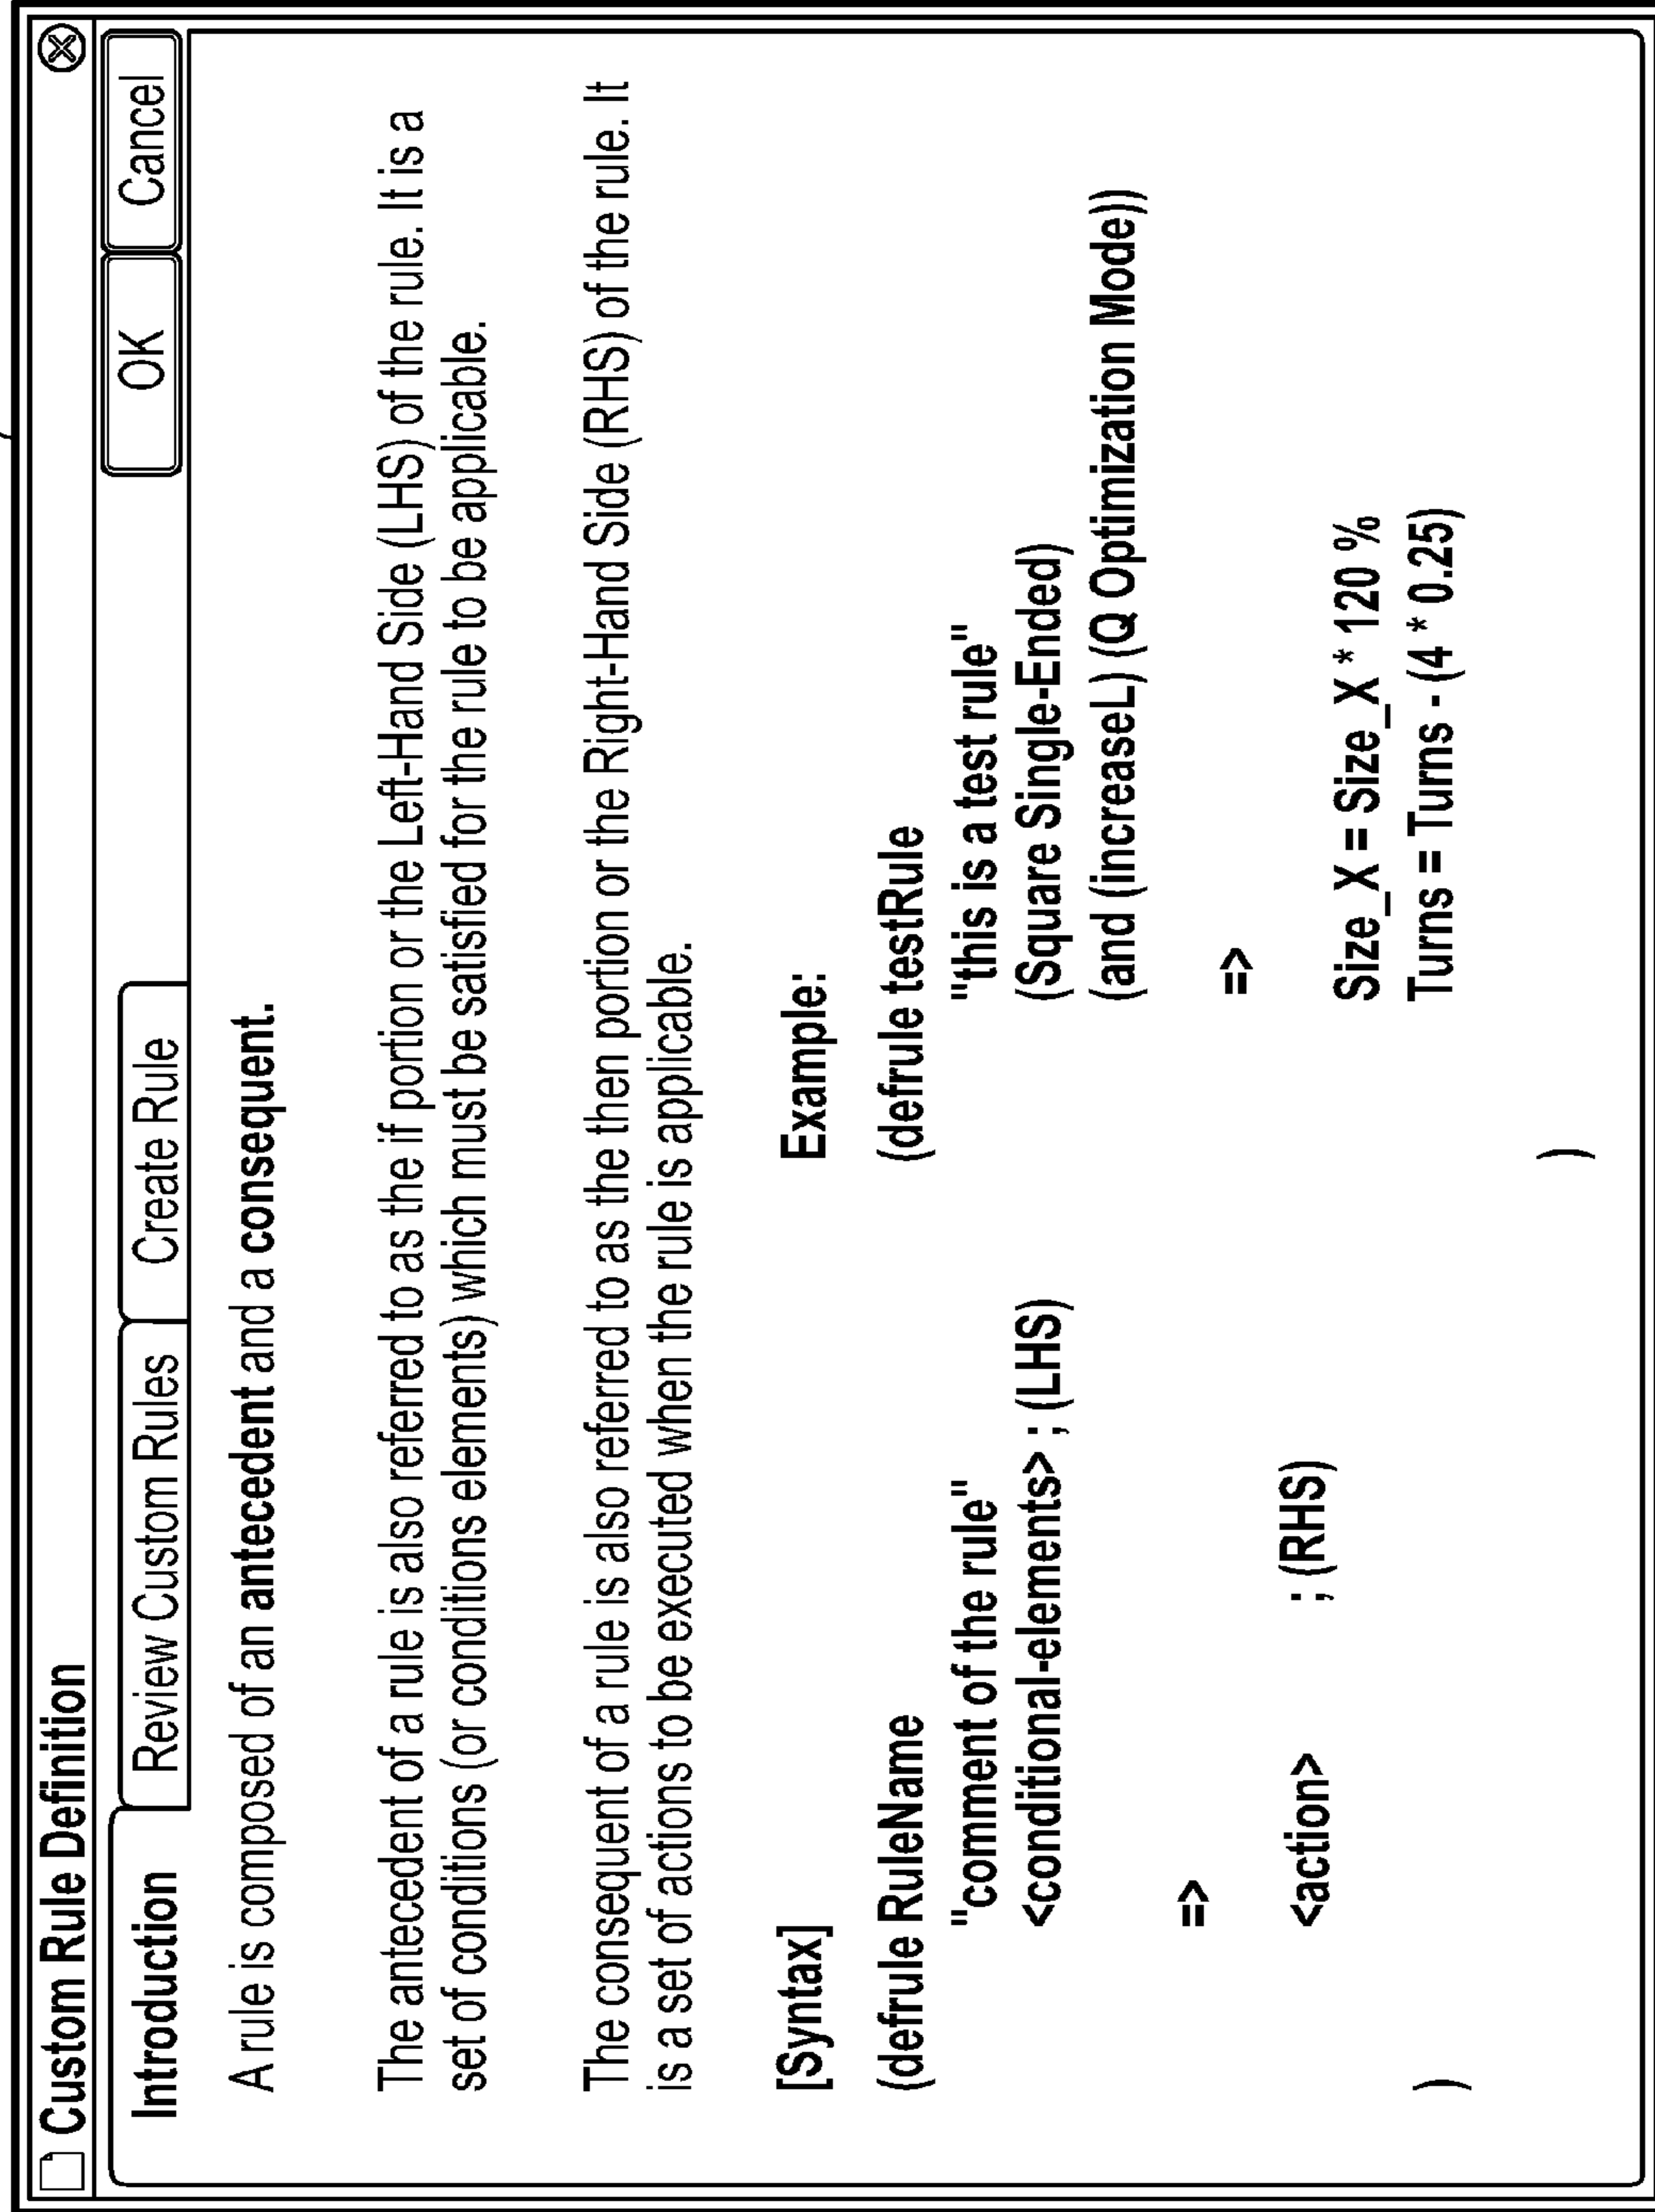 Custom Rule Definition
Introduction Review Custom Rules Create Rule OK Cancel
A rule is composed of an antecedent and a consequent.
The antecedent of a rule is also referred to as the if portion or the Left-Hand Side (LHS) of the rule. It is a
set of conditions (or conditions elements) which must be satisfied for the rule to be applicable.
The consequent of a rule is also referred to as the then portion or the Right-Hand Side (RHS) of the rule. It
is a set of actions to be executed when the rule is applicable.
[Syntax]
(defrule RuleName
"comment of the rule"
<conditional-elements> ; (LHS)
=>
<action> ; (RHS)
)
Example:
(defrule testRule
"this is a test rule"
(Square Single-Ended)
(and (increaseL) (Q Optimization Mode))
=>
Size_X = Size_X * 120 %
Turns = Turns - (4 * 0.25)
)